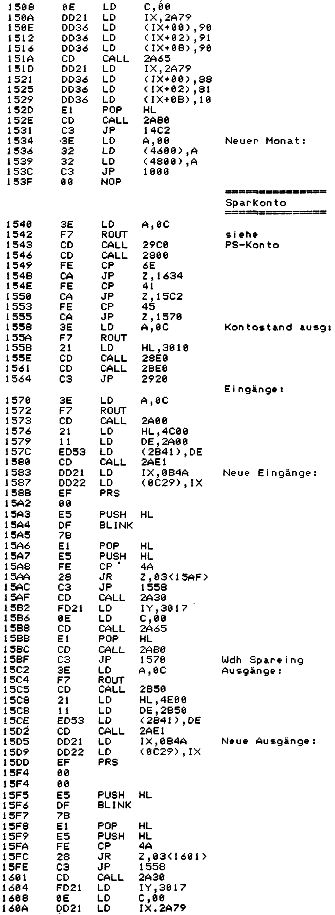 1508 0E LD C,00
150A DD21 LD IX,2A79
150E DD36 LD (IX+00),90
1512 DD36 LD (IX+02),91
1516 DD36 LD (IX+0B),90
151A CD CALL 2A65
151D DD21 LD IX,2A79
1521 DD36 LD (IX+00),88
1525 DD36 LD (IX+02),81
1529 DD36 LD (IX+0B),10
152D E1 POP HL
152E CD CALL 2AB0
1531 C3 JP 14C2
1534 3E LD A,00 Neuer Monat:
1536 32 LD (4600),A
1539 32 LD (4800),A
153C C3 JP 1000
153F 00 NOP
================
Sparkonto
================
1540 3E LD A,0C
1542 F7 ROUT siehe
1543 CD CALL 29C0 PS-Konto
1546 CD CALL 2800
1549 FE CP 6E
154B CA JP Z,1634
154E FE CP 41
1550 CA JP Z,15C2
1553 FE CP 45
1555 CA JP Z,1570
1558 3E LD A,0C Kontostand ausg:
155A F7 ROUT
155B 21 LD HL,3010
155E CD CALL 28E0
1561 CD CALL 2BE0
1564 C3 JP 2920
Eingänge:
1570 3E LD A,0C
1572 F7 ROUT
1573 CD CALL 2A00
1576 21 LD HL,4C00
1579 11 LD DE,2A00
157C ED53 LD (2B41),DE
1580 CD CALL 2AE1
1583 DD21 LD IX,0B4A Neue Eingänge:
1587 DD22 LD (0C29),IX
158B EF PRS
15A2 00
15A3 E5 PUSH HL
15A4 DF BLINK
15A5 7B
15A6 E1 POP HL
15A7 E5 PUSH HL
15A8 FE CP 4A
15AA 28 JR Z,03(15AF)
15AC C3 JP 1558
15AF CD CALL 2A30
15B2 FD21 LD IY,3017
15B6 0E LD C,00
15B8 CD CALL 2A65
15BB E1 POP HL
15BC CD CALL 2AB0
15BF C3 JP 1570 Wdh Spareing
15C2 3E LD A,0C Ausgänge:
15C4 F7 ROUT
15C5 CD CALL 2B50
15C8 21 LD HL,4E00
15CB 11 LD DE,2B50
15CE ED53 LD (2B41),DE
15D2 CD CALL 2AE1
15D5 DD21 LD IX,0B4A Neue Ausgänge:
15D9 DD22 LD (0C29),IX
15DD EF PRS
15F4 00
15F4 00
15F5 E5 PUSH HL
15F6 DF BLINK
15F7 7B
15F8 E1 POP HL
15F9 E5 PUSH HL
15FA FE CP 4A
15FC 28 JR Z,03(1601)
15FE C3 JP 1558
1601 CD CALL 2A30
1604 FD21 LD IY,3017
1608 0E LD C,00
160A DD21 LD IX,2A79